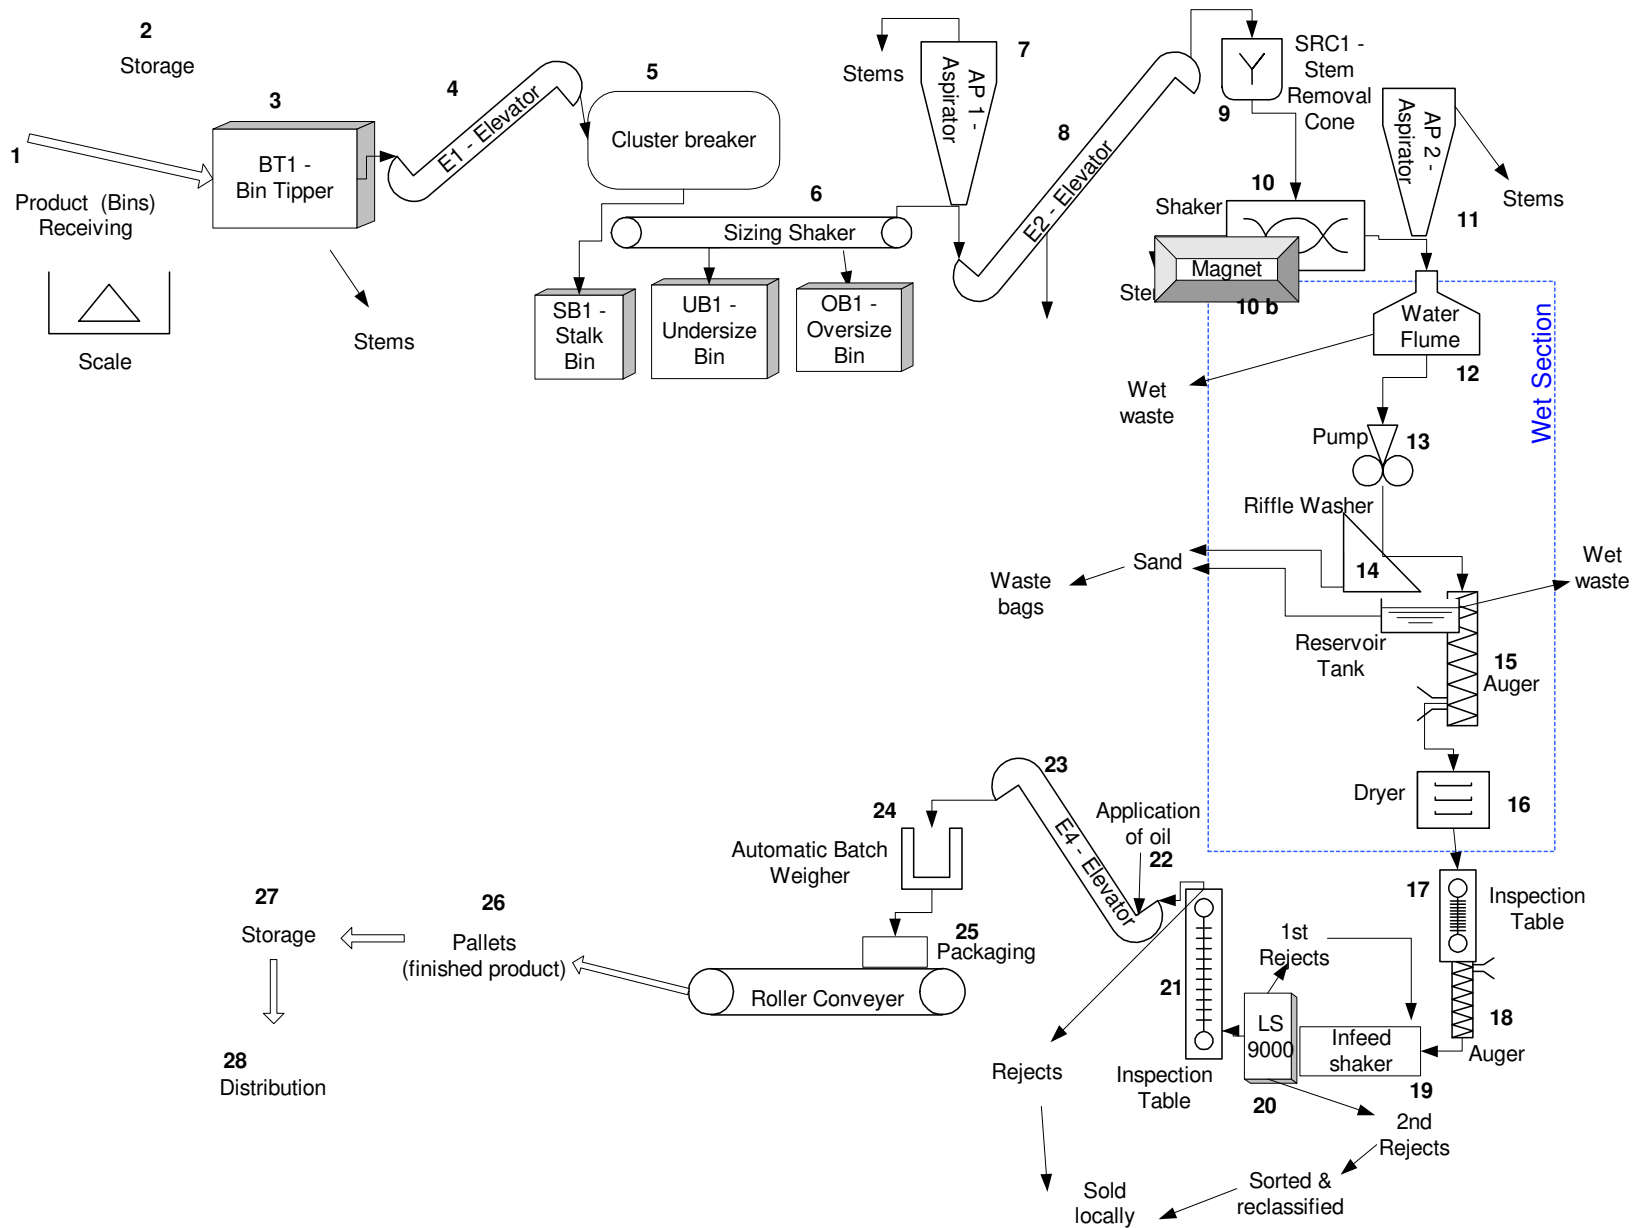 2
Storage
1
Product (Bins)
Receiving
Scale
3
BT1 -
Bin Tipper
Stems
4
E1 - Elevator
5
Cluster breaker
6
Sizing Shaker
SB1 -
Stalk
Bin
UB1 -
Undersize
Bin
OB1 -
Oversize
Bin
Stems
7
AP 1 -
Aspirator
8
E2 - Elevator
SRC1 -
Stem
Removal
Cone
9
10
Shaker
Magnet
10 b
AP 2 -
Aspirator
Stems
11
Wet Section
Water
Flume
12
Wet
waste
Pump
13
Riffle Washer
14
Sand
Waste
bags
Wet
waste
Reservoir
Tank
15
Auger
Dryer
16
17
Inspection
Table
18
Auger
Infeed
shaker
19
LS
9000
20
1st
Rejects
2nd
Rejects
Sorted &
reclassified
Sold
locally
21
Inspection
Table
Rejects
Application
of oil
22
23
E4 - Elevator
24
Automatic Batch
Weigher
25
Packaging
Roller Conveyer
26
Pallets
(finished product)
27
Storage
28
Distribution